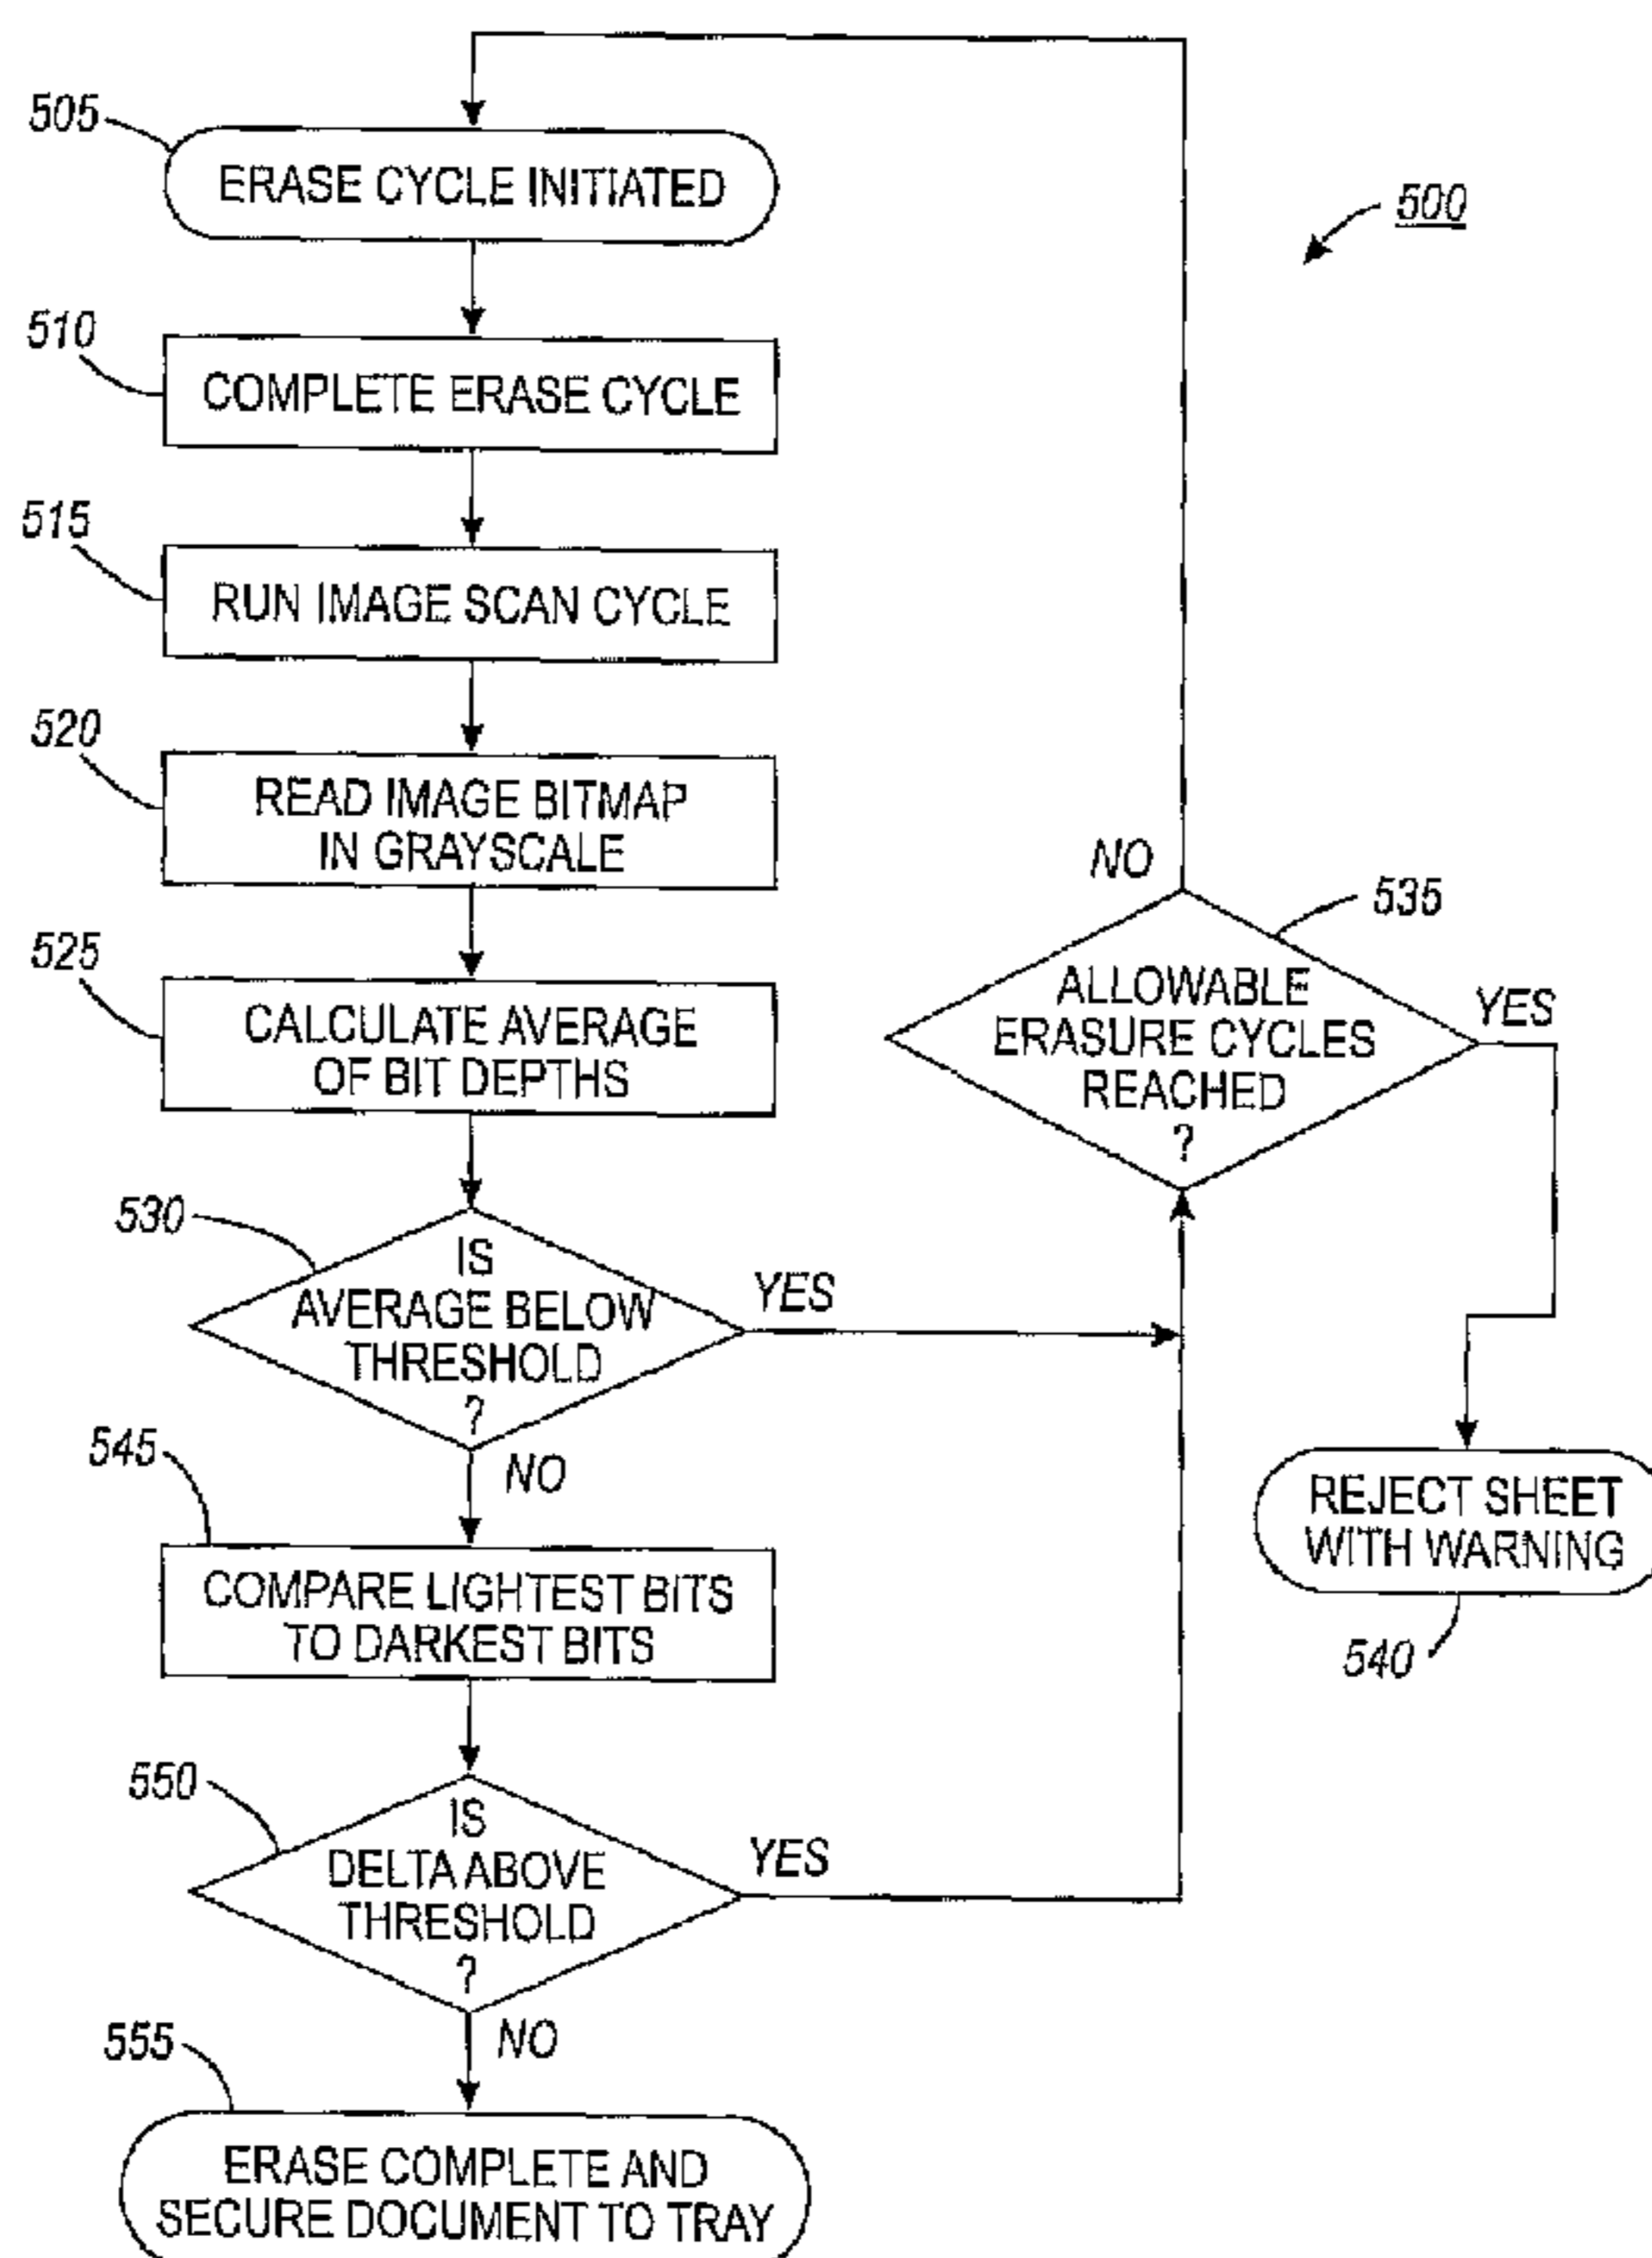 505
ERASE CYCLE INITIATED
500
510
COMPLETE ERASE CYCLE
515
RUN IMAGE SCAN CYCLE
520
READ IMAGE BITMAP
IN GRAYSCALE
525
CALCULATE AVERAGE
OF BIT DEPTHS
530
IS
AVERAGE BELOW
THRESHOLD
?
YES
NO
535
ALLOWABLE
ERASURE CYCLES
REACHED
?
NO
YES
REJECT SHEET
WITH WARNING
540
545
COMPARE LIGHTEST BITS
TO DARKEST BITS
550
IS
DELTA ABOVE
THRESHOLD
?
YES
NO
555
ERASE COMPLETE AND
SECURE DOCUMENT TO TRAY